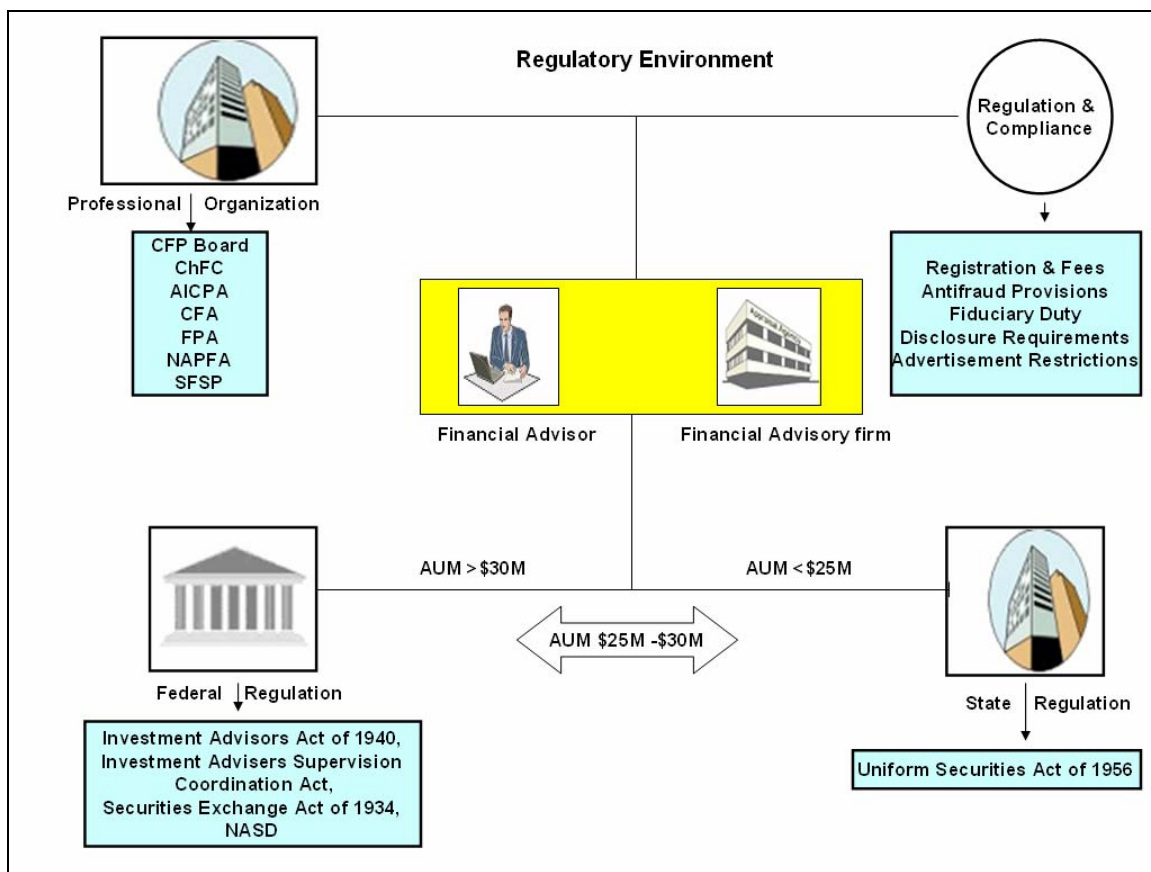 Regulatory Environment
Regulation &
Compliance
Professional Organization
CFP Board
ChFC
AICPA
CFA
FPA
NAPFA
SFSP
Registration & Fees
Antifraud Provisions
Fiduciary Duty
Disclosure Requirements
Advertisement Restrictions
Appraisal Agency
Financial Advisor
Financial Advisory firm
AUM > $30M
AUM < $25M
AUM $25M -$30M
Federal Regulation
Investment Advisors Act of 1940,
Investment Advisers Supervision
Coordination Act,
Securities Exchange Act of 1934,
NASD
State Regulation
Uniform Securities Act of 1956